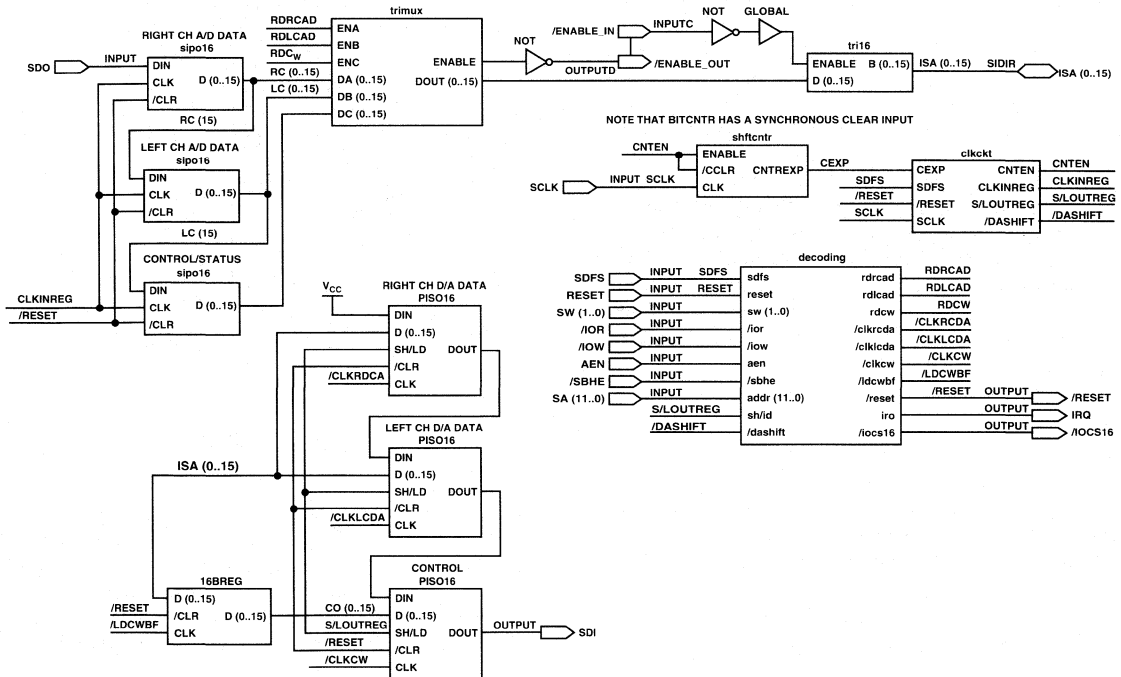 RIGHT CH A/D DATA
sipo16
SDO
INPUT
DIN
CLK
/CLR
D (0..15)
RC (15)
LEFT CH A/D DATA
sipo16
DIN
CLK
/CLR
D (0..15)
LC (15)
CONTROL/STATUS
sipo16
DIN
CLK
/CLR
D (0..15)
CLKINREG
/RESET
trimux
RDRCAD
RDLCAD
RDCW
RC (0..15)
LC (0..15)
ENA
ENB
ENC
DA (0..15)
DB (0..15)
DC (0..15)
ENABLE
DOUT (0..15)
NOT
OUTPUTD
/ENABLE_IN
INPUTC
/ENABLE_OUT
NOT
GLOBAL
tri16
ENABLE
B (0..15)
D (0..15)
ISA (0..15)
SIDIR
ISA (0..15)
NOTE THAT BITCNTR HAS A SYNCHRONOUS CLEAR INPUT
shftcntr
CNTEN
SCLK
INPUT SCLK
ENABLE
/CCLR
CNTREXP
CLK
CEXP
clkckt
SDFS
/RESET
SCLK
CEXP
SDFS
/RESET
SCLK
CNTEN
CLKINREG
S/LOUTREG
/DASHIFT
CNTEN
CLKINREG
S/LOUTREG
/DASHIFT
decoding
SDFS INPUT SDFS sdfs
RESET INPUT RESET reset
SW (1..0) INPUT sw (1..0)
/IOR INPUT /ior
/IOW INPUT /iow
AEN INPUT aen
/SBHE INPUT /sbhe
SA (11..0) INPUT addr (11..0)
S/LOUTREG sh/id
/DASHIFT /dashift
rdrcad RDRCAD
rdlcad RDLCAD
rdcw RDCW
/clkrcda /CLKRCDA
/clklcda /CLKLCDA
/clkcw /CLKCW
/ldcwbf /LDCWBF
/reset /RESET OUTPUT /RESET
iro OUTPUT IRQ
/iocs16 OUTPUT /IOCS16
VCC
RIGHT CH D/A DATA
PISO16
DIN
D (0..15)
SH/LD
DOUT
/CLR
CLK
/CLKRDCA
LEFT CH D/A DATA
PISO16
DIN
D (0..15)
SH/LD
DOUT
/CLR
CLK
/CLKLCDA
ISA (0..15)
16BREG
/RESET
/LDCWBF
D (0..15)
/CLR
CLK
D (0..15)
CONTROL
PISO16
CO (0..15)
S/LOUTREG
/RESET
/CLKCW
DIN
D (0..15)
SH/LD
DOUT
/CLR
CLK
OUTPUT
SDI